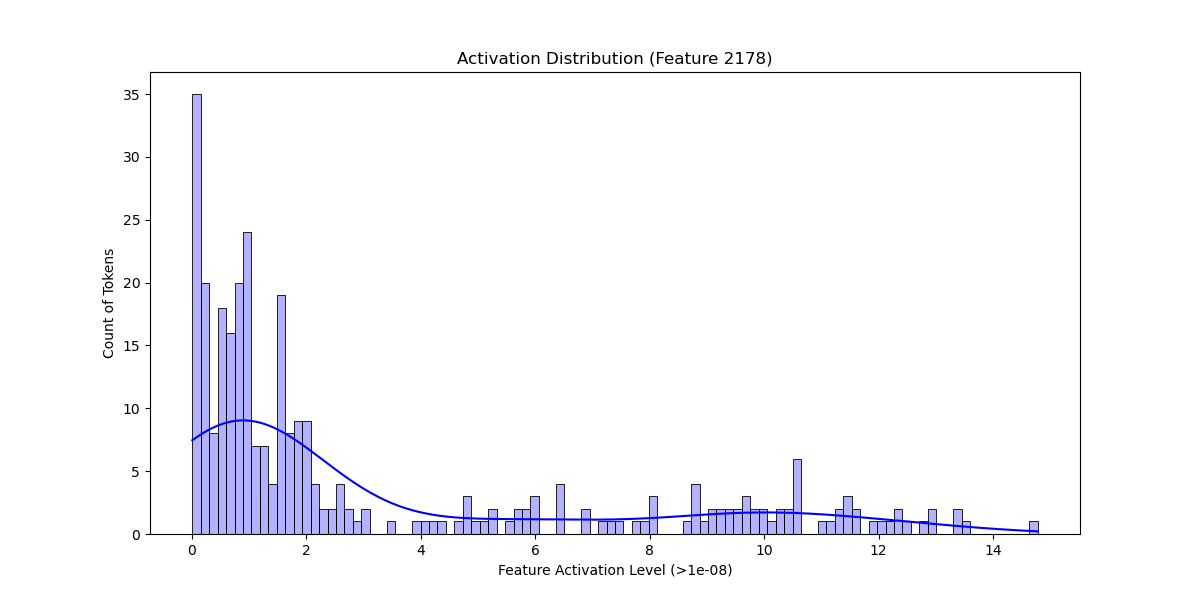 Activation Distribution (Feature 2178)
35
30
25
20
15
10
5
0
Count of Tokens
0 2 4 6 8 10 12 14
Feature Activation Level (>1e-08)